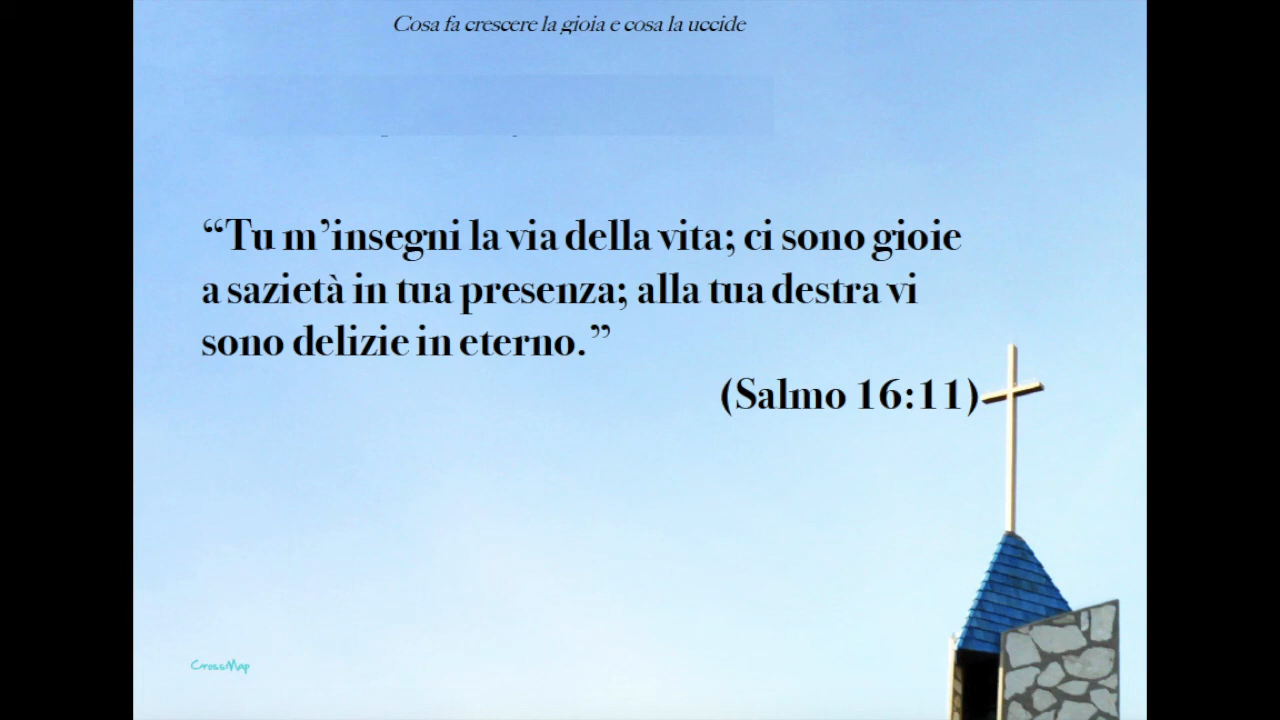 Cosa fa crescere la gioia e cosa la uccide
“Tu m’insegni la via della vita; ci sono gioie
a sazietà in tua presenza; alla tua destra vi
sono delizie in eterno.”
(Salmo 16:11)
CrossMap